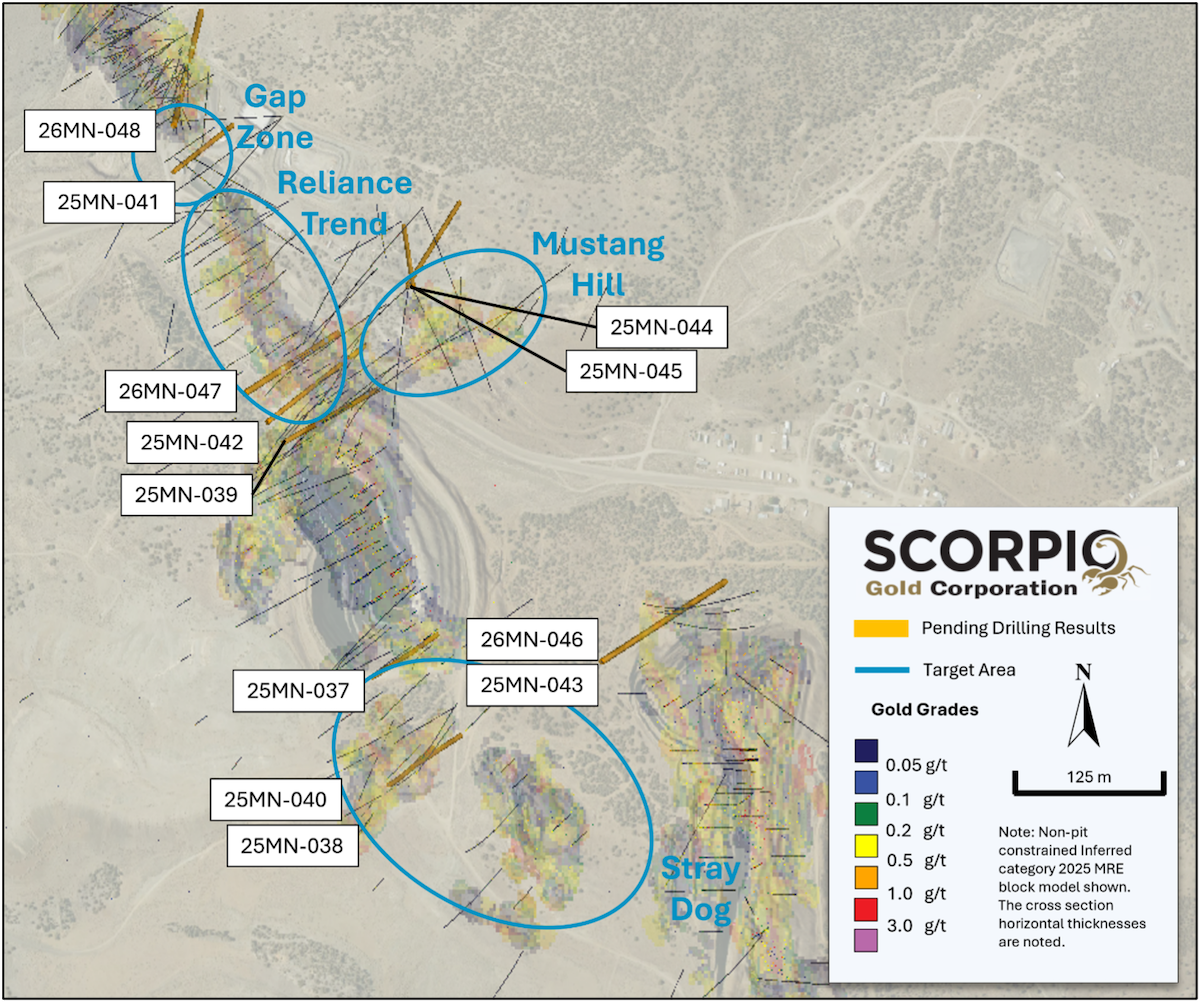 Gap
Zone
26MN-048
25MN-041
Reliance
Trend
Mustang
Hill
25MN-044
25MN-045
26MN-047
25MN-042
25MN-039
26MN-046
25MN-043
25MN-037
25MN-040
25MN-038
Stray
Dog
SCORPIO
Gold Corporation
Pending Drilling Results
Target Area
N
Gold Grades
0.05 g/t
0.1 g/t
0.2 g/t
0.5 g/t
1.0 g/t
3.0 g/t
125 m
Note: Non-pit
constrained Inferred
category 2025 MRE
block model shown.
The cross section
horizontal thicknesses
are noted.